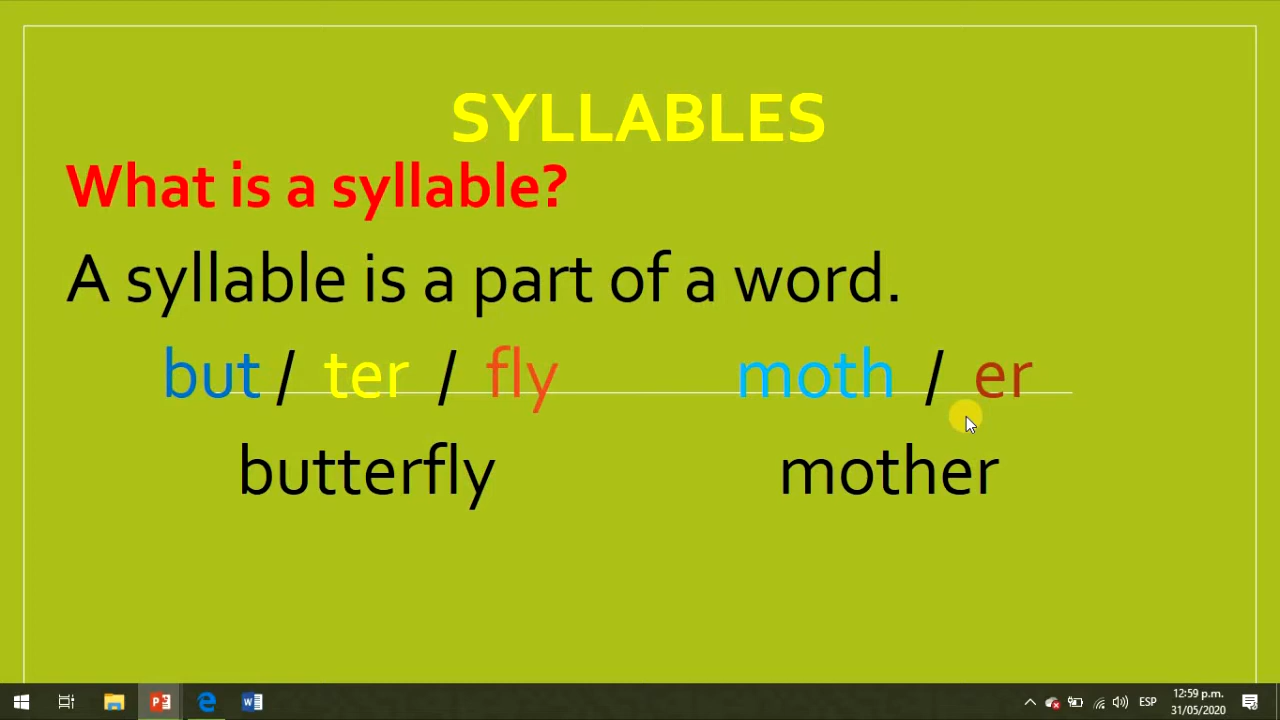 SYLLABLES
What is a syllable?
A syllable is a part of a word.
but / ter / fly moth / er
butterfly mother
ESP
12:59 p.m.
31/05/2020